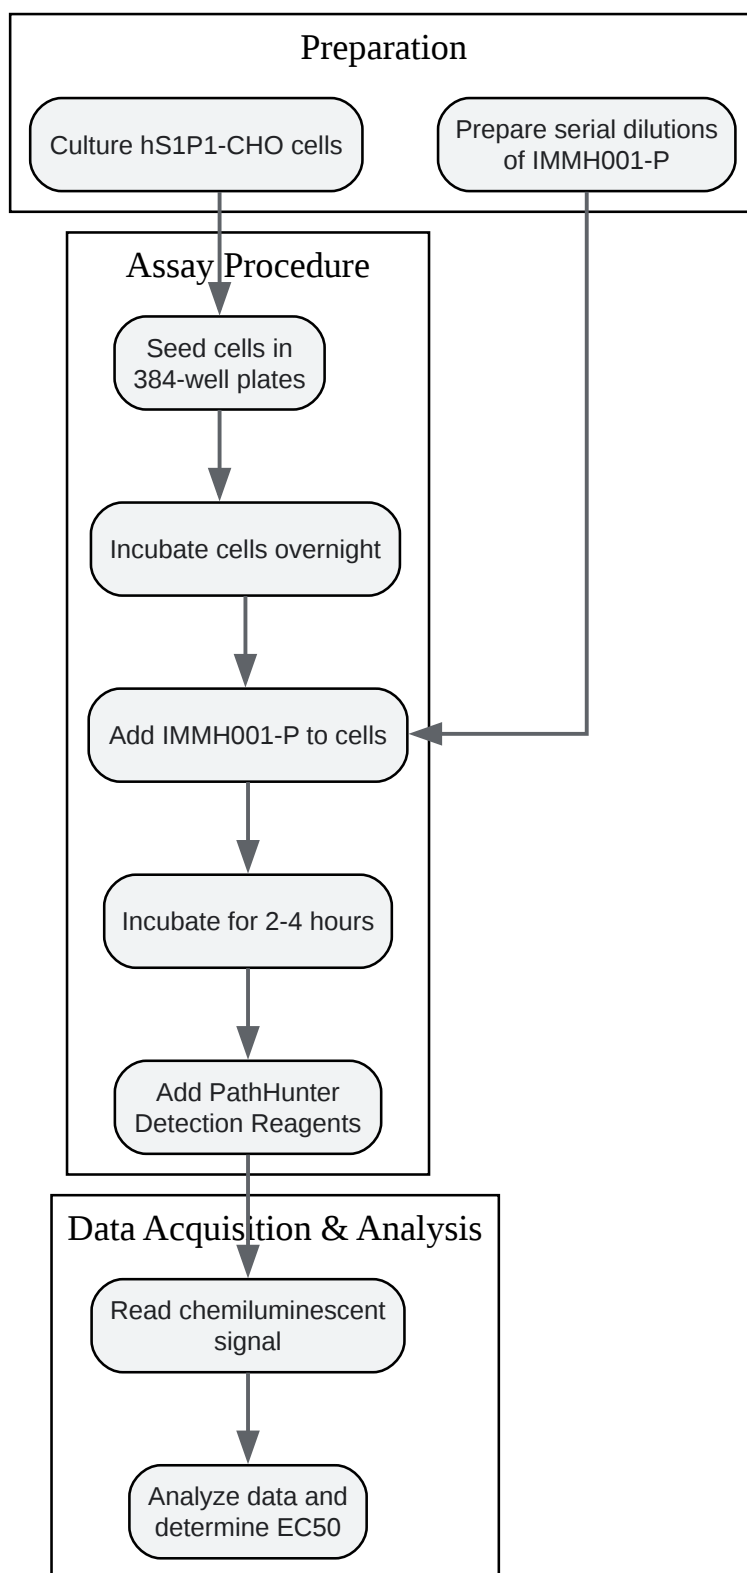 Preparation
Culture hS1P1-CHO cells
Prepare serial dilutions
of IMMH001-P
Assay Procedure
Seed cells in
384-well plates
Incubate cells overnight
Add IMMH001-P to cells
Incubate for 2-4 hours
Add PathHunter
Detection Reagents
Data Acquisition & Analysis
Read chemiluminescent
signal
Analyze data and
determine EC50